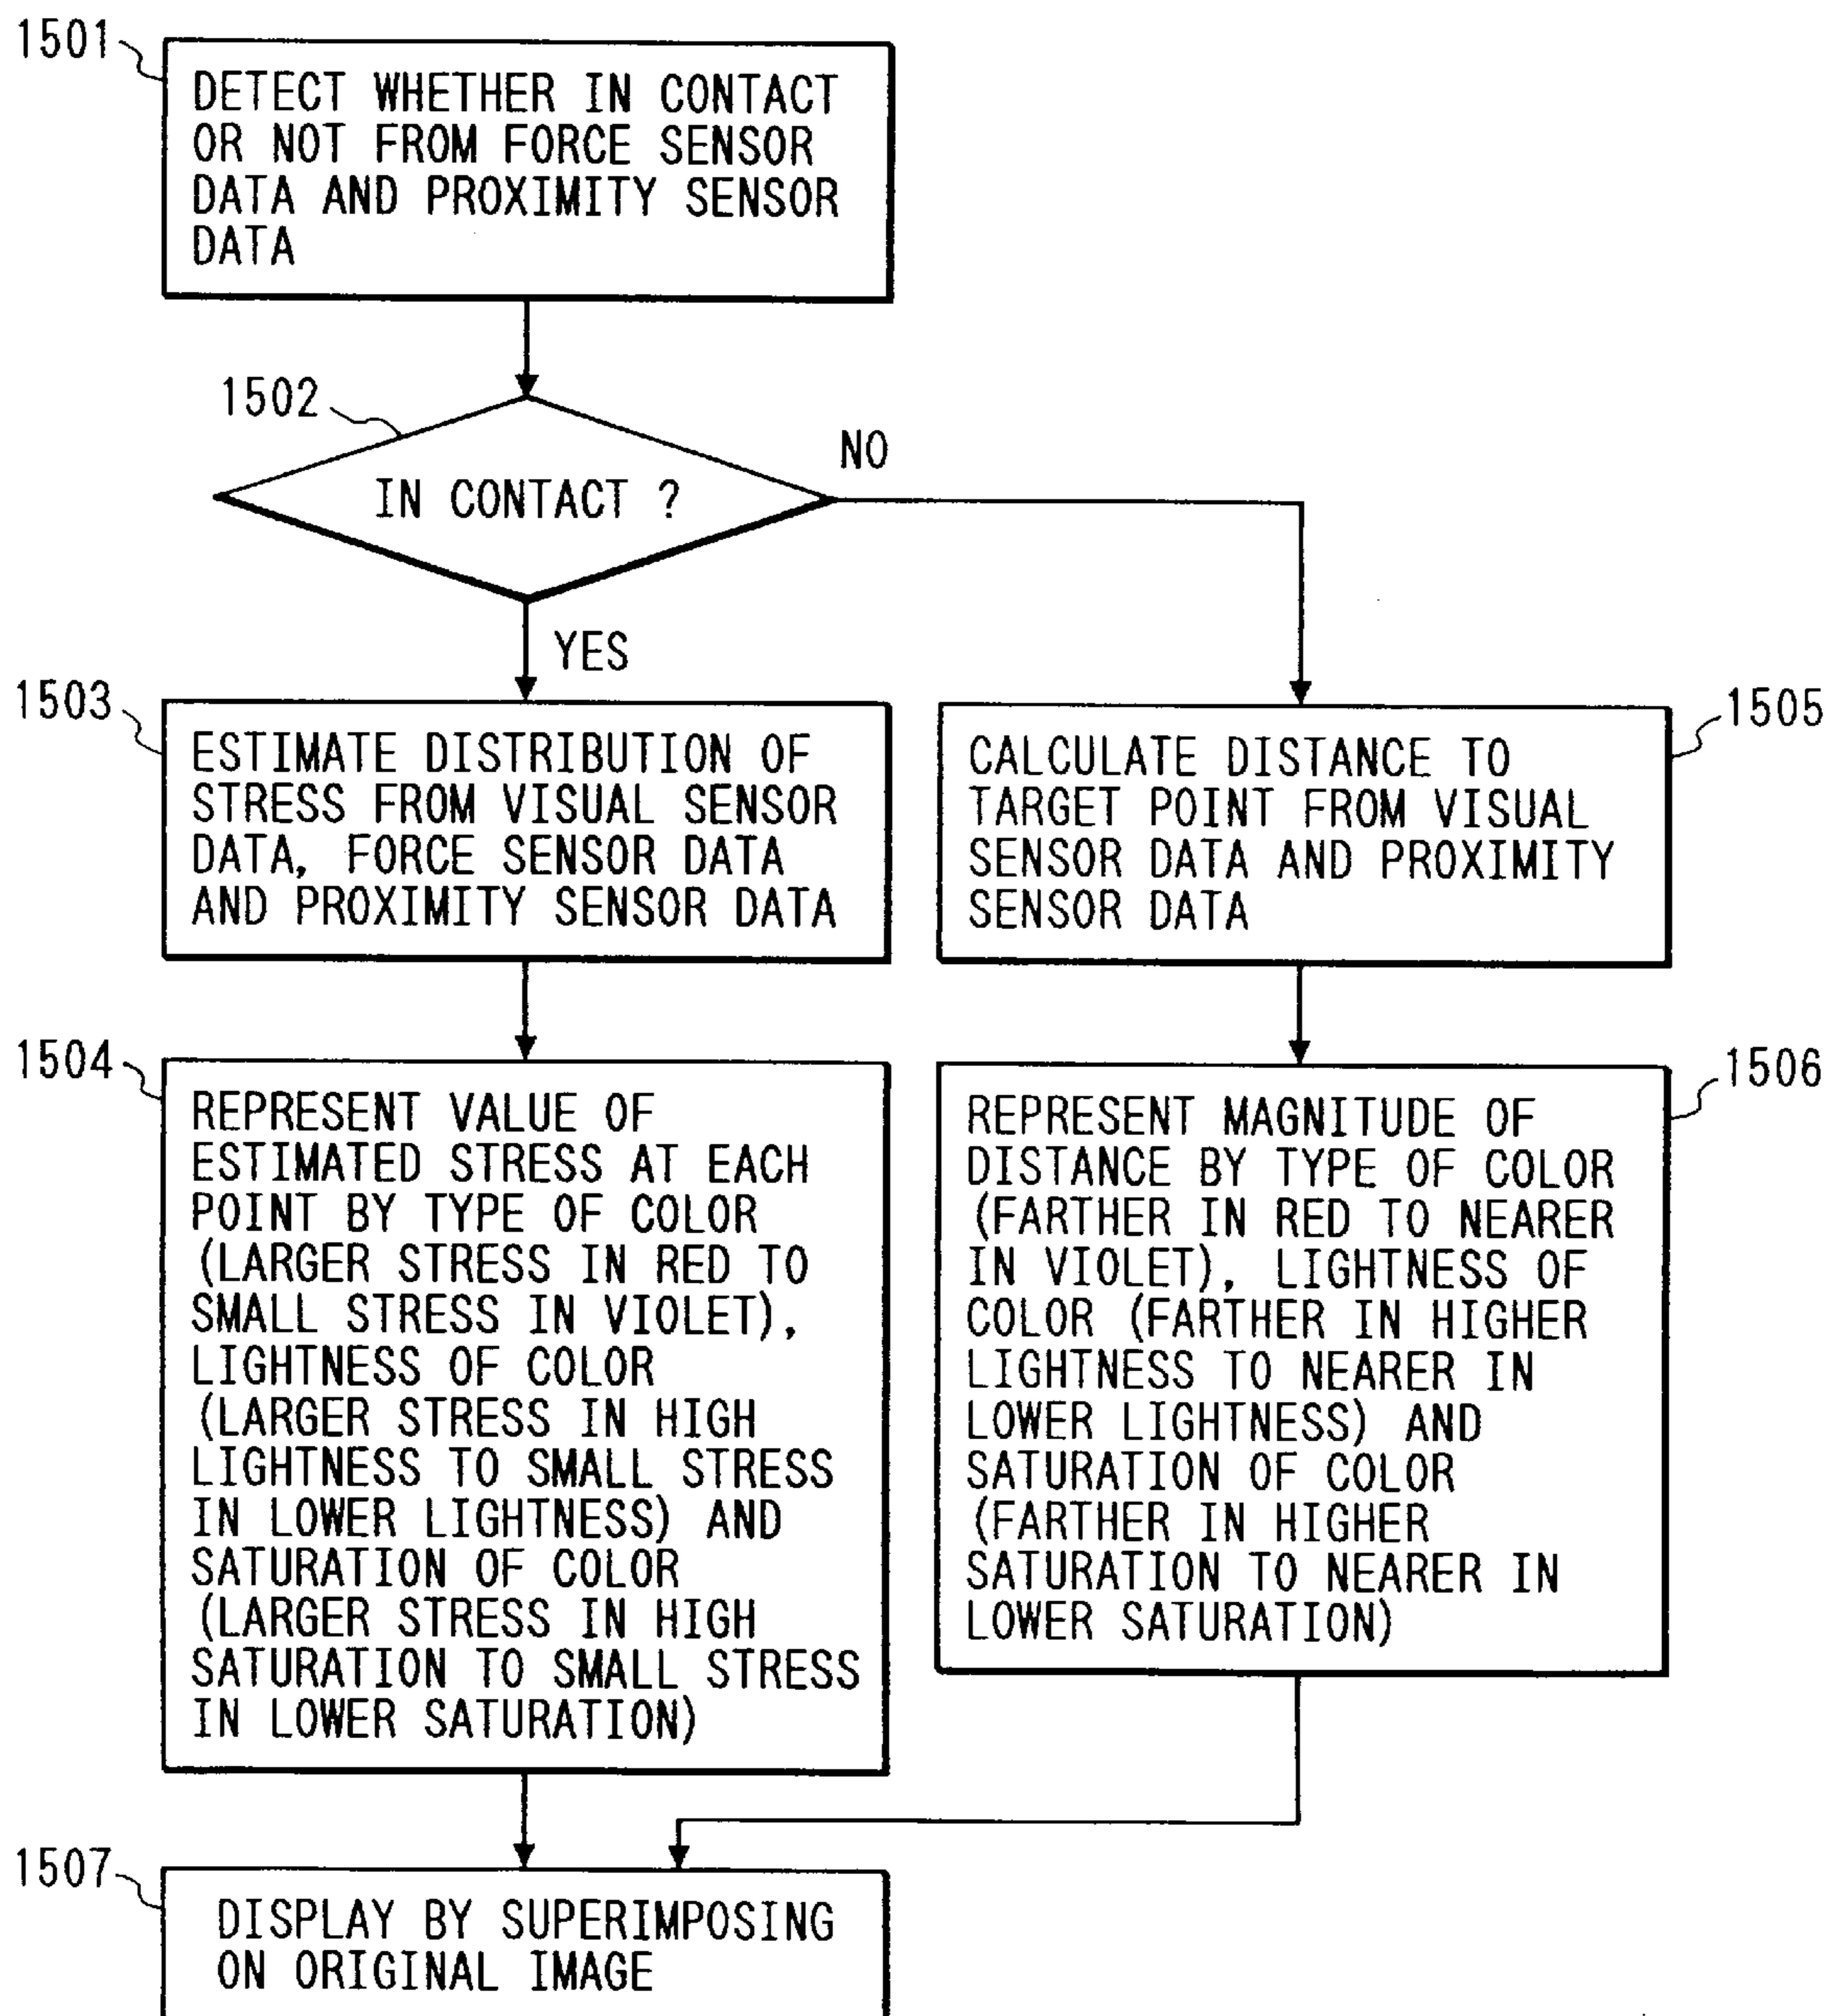 1501
DETECT WHETHER IN CONTACT
OR NOT FROM FORCE SENSOR
DATA AND PROXIMITY SENSOR
DATA
1502
IN CONTACT ?
NO
YES
1503
ESTIMATE DISTRIBUTION OF
STRESS FROM VISUAL SENSOR
DATA, FORCE SENSOR DATA
AND PROXIMITY SENSOR DATA
1505
CALCULATE DISTANCE TO
TARGET POINT FROM VISUAL
SENSOR DATA AND PROXIMITY
SENSOR DATA
1504
REPRESENT VALUE OF
ESTIMATED STRESS AT EACH
POINT BY TYPE OF COLOR
(LARGER STRESS IN RED TO
SMALL STRESS IN VIOLET),
LIGHTNESS OF COLOR
(LARGER STRESS IN HIGH
LIGHTNESS TO SMALL STRESS
IN LOWER LIGHTNESS) AND
SATURATION OF COLOR
(LARGER STRESS IN HIGH
SATURATION TO SMALL STRESS
IN LOWER SATURATION)
1506
REPRESENT MAGNITUDE OF
DISTANCE BY TYPE OF COLOR
(FARTHER IN RED TO NEARER
IN VIOLET), LIGHTNESS OF
COLOR (FARTHER IN HIGHER
LIGHTNESS TO NEARER IN
LOWER LIGHTNESS) AND
SATURATION OF COLOR
(FARTHER IN HIGHER
SATURATION TO NEARER IN
LOWER SATURATION)
1507
DISPLAY BY SUPERIMPOSING
ON ORIGINAL IMAGE